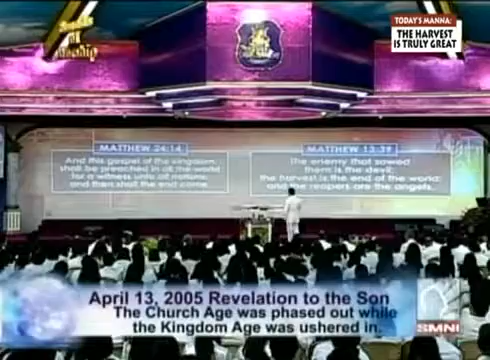 TODAY'S MANNA:
THE HARVEST
IS TRULY GREAT
MATTHEW 24:14
And this gospel of the kingdom
shall be preached in all the world
for a witness unto all nations;
and then shall the end come.
MATTHEW 13:39
The enemy that sowed
them is the devil;
the harvest is the end of the world;
and the reapers are the angels.
April 13, 2005 Revelation to the Son
The Church Age was phased out while
the Kingdom Age was ushered in.
SMNI